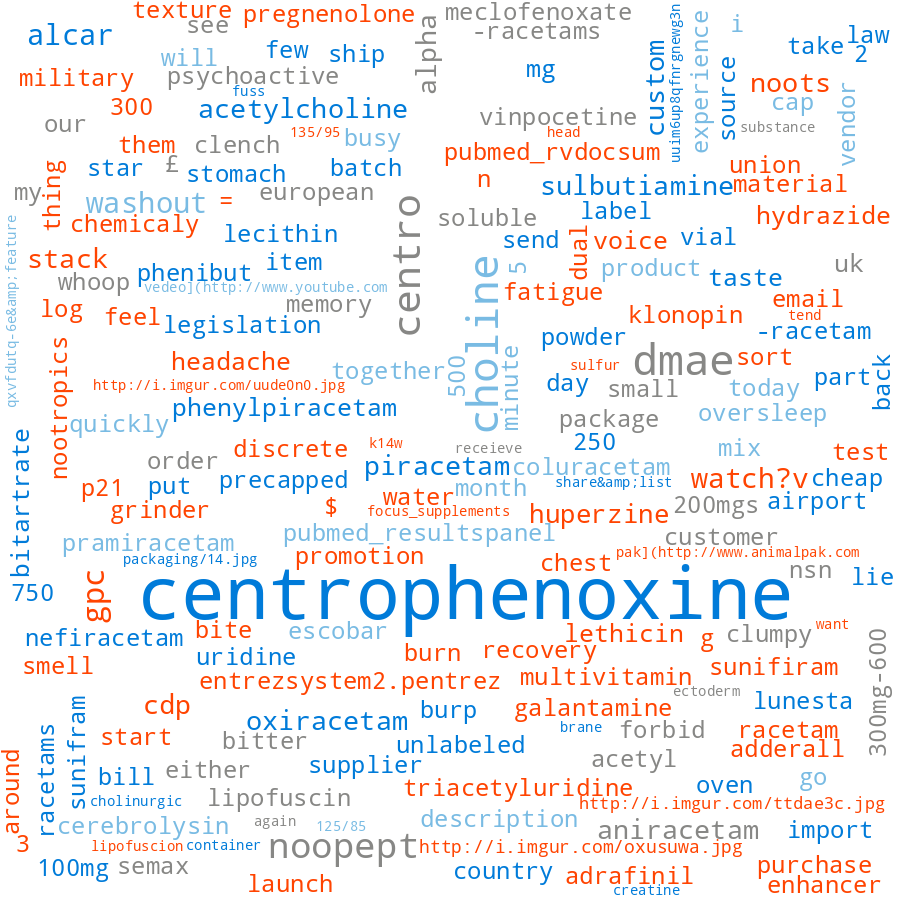 texture
pregnenolone
meclofenoxate
see
-racetams
i
alcar
few
ship
alpha
law
will
2
take
mg
custom
uuim6up8qfnrgnewg3n
experience
source
military
psychoactive
noots
fuss
300
acetylcholine
cap
vendor
our
135/95
vinpocetine
substance
them
clench
busy
head
star
£
stomach
batch
pubmed_rvdocsum
union
my
thing
european
n
sulbutiamine
material
washout
=
centro
soluble
label
hydrazide
chemicaly
lecithin
send
dual
voice
vial
qxvfdutq-6e&amp;feature
stack
phenibut
item
choline
5
product
uk
whoop
vedeo](http://www.youtube.com
taste
log
feel
memory
fatigue
email
legislation
klonopin
tend
nootropics
powder
-racetam
headache
together
500
minute
sulfur
dmae
sort
http://i.imgur.com/uude0n0.jpg
day
small
today
part
back
quickly
phenylpiracetam
package
oversleep
bitartrate
discrete
k14w
receieve
250
mix
test
order
piracetam
coluracetam
p21
put
precapped
month
share&amp;list
watch?v
cheap
grinder
$
water
focus_supplements
huperzine
200mgs
airport
pramiracetam
pubmed_resultspanel
customer
packaging/14.jpg
promotion
chest
pak](http://www.animalpak.com
750
gpc
centrophenoxine
nsn
lie
nefiracetam
bite
escobar
lethicin
g
clumpy
want
300mg-600
smell
uridine
burn
recovery
sunifiram
entrezsystem2.pentrez
multivitamin
ectoderm
cdp
oxiracetam
burp
galantamine
lunesta
around
racetams
sunifram
start
bitter
unlabeled
brane
forbid
racetam
adderall
bill
either
supplier
acetyl
cholinurgic
lipofuscin
triacetyluridine
oven
go
http://i.imgur.com/ttdae3c.jpg
cerebrolysin
again
125/85
description
aniracetam
import
3
lipofuscion
container
noopept
http://i.imgur.com/oxusuwa.jpg
100mg
semax
country
adrafinil
purchase
launch
creatine
enhancer